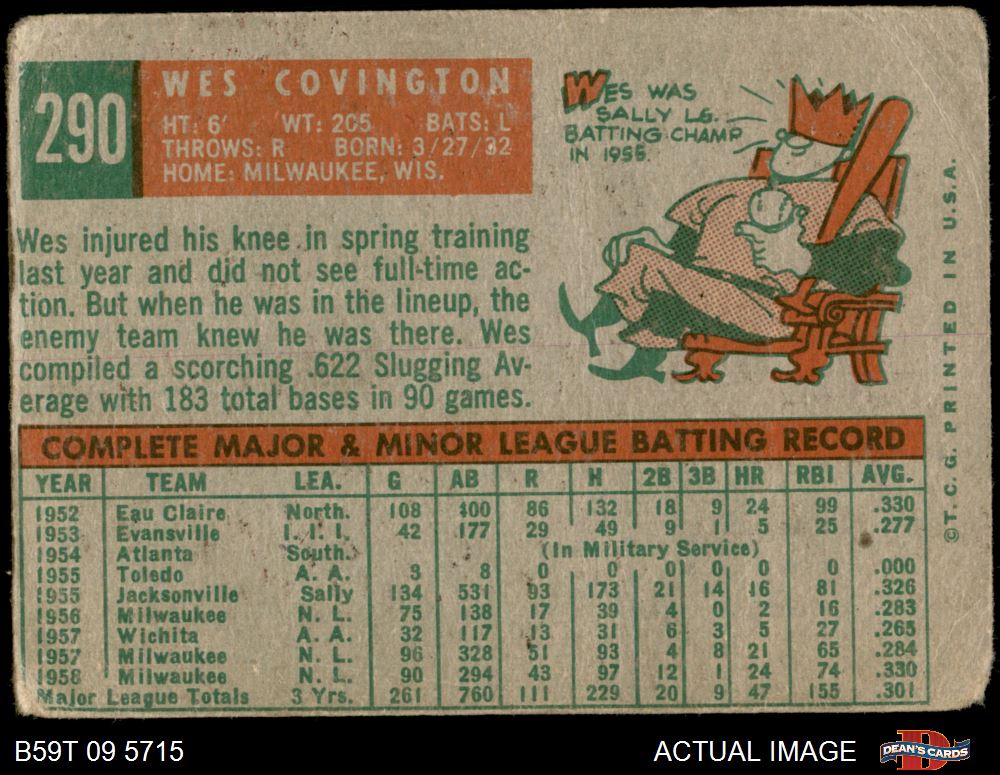 290
WES COVINGTON
HT: 6' WT: 205 BATS: L
THROWS: R BORN: 3/27/32
HOME: MILWAUKEE, WIS.
WES WAS
SALLY LG.
BATTING CHAMP
IN 1955.
Wes injured his knee in spring training
last year and did not see full-time ac-
tion. But when he was in the lineup, the
enemy team knew he was there. Wes
compiled a scorching .622 Slugging Av-
erage with 183 total bases in 90 games.
COMPLETE MAJOR & MINOR LEAGUE BATTING RECORD
YEAR TEAM LEA. G AB R H 2B 3B HR RBI AVG.
1952 Eau Claire North. 108 400 86 132 18 9 24 99 .330
1953 Evansville I. I. I. 42 177 29 49 9 1 5 25 .277
1954 Atlanta South. (In Military Service)
1955 Toledo A. A. 3 8 0 0 0 0 0 0 .000
1955 Jacksonville Sally 134 531 93 173 21 14 16 81 .326
1956 Milwaukee N. L. 75 138 17 39 4 0 2 16 .283
1957 Wichita A. A. 32 117 13 31 6 3 5 27 .265
1957 Milwaukee N. L. 96 328 51 93 4 8 21 65 .284
1958 Milwaukee N. L. 90 294 43 97 12 1 24 74 .330
Major League Totals 3 Yrs. 261 760 111 229 20 9 47 155 .301
© T. C. G. PRINTED IN U.S.A.
B59T 09 5715
ACTUAL IMAGE
DEAN'S CARDS